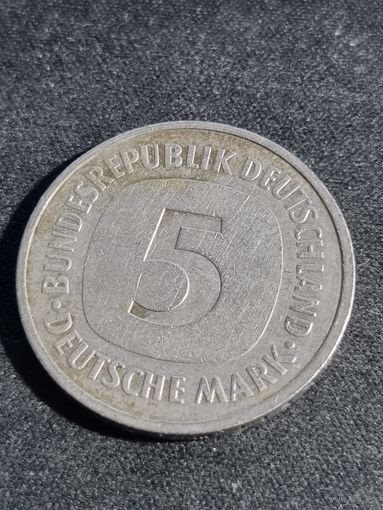 BUNDESREPUBLIK DEUTSCHLAND
5
DEUTSCHE MARK